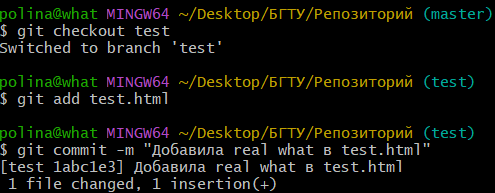 polina@what MINGW64 ~/Desktop/БГТУ/Репозиторий (master)
$ git checkout test
Switched to branch 'test'
polina@what MINGW64 ~/Desktop/БГТУ/Репозиторий (test)
$ git add test.html
polina@what MINGW64 ~/Desktop/БГТУ/Репозиторий (test)
$ git commit -m "Добавила real what в test.html"
[test 1abc1e3] Добавила real what в test.html
1 file changed, 1 insertion(+)